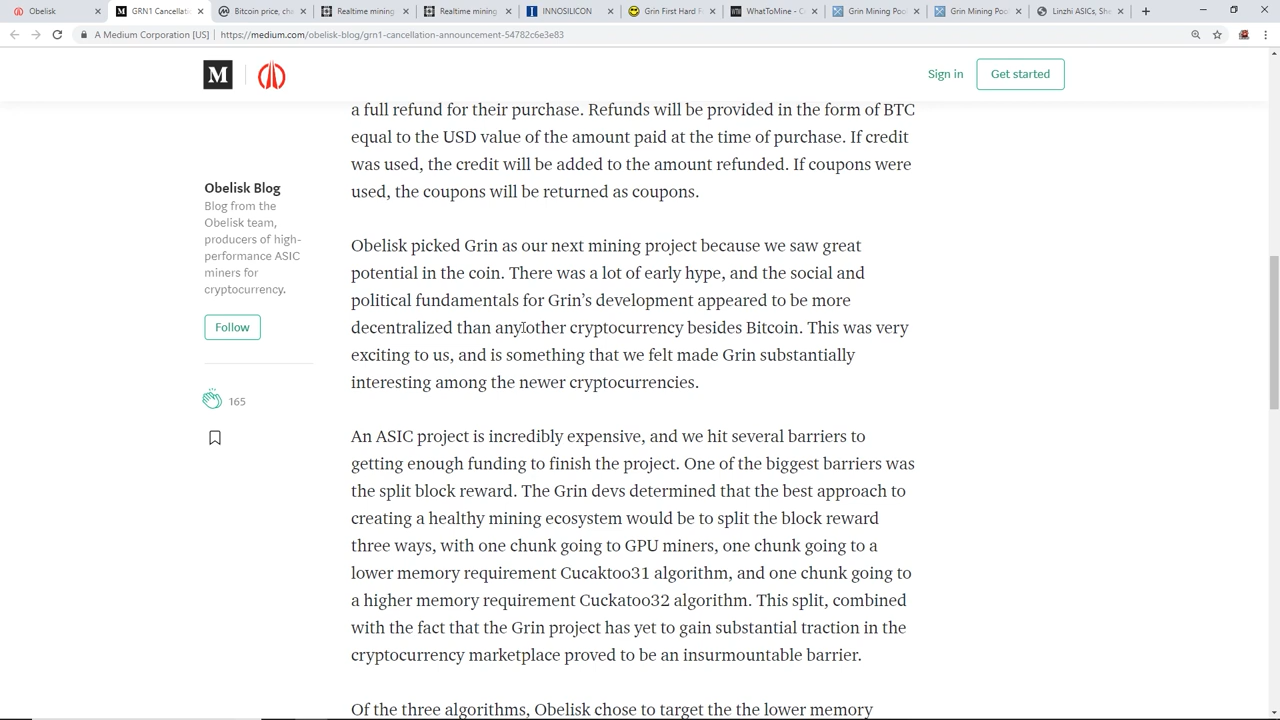 Obelisk
GRN1 Cancellatio
Bitcoin price, cha
Realtime mining
Realtime mining
INNOSILICON
Grin First Hard F
WhatToMine - C
Grin Mining Poo
Grin Mining Poo
Linzhi ASICs, She
A Medium Corporation [US]
https://medium.com/obelisk-blog/grn1-cancellation-announcement-54782c6e3e83
M
Sign in
Get started
a full refund for their purchase. Refunds will be provided in the form of BTC
equal to the USD value of the amount paid at the time of purchase. If credit
was used, the credit will be added to the amount refunded. If coupons were
used, the coupons will be returned as coupons.
Obelisk Blog
Blog from the
Obelisk team,
producers of high-
performance ASIC
miners for
cryptocurrency.
Follow
165
Obelisk picked Grin as our next mining project because we saw great
potential in the coin. There was a lot of early hype, and the social and
political fundamentals for Grin's development appeared to be more
decentralized than any other cryptocurrency besides Bitcoin. This was very
exciting to us, and is something that we felt made Grin substantially
interesting among the newer cryptocurrencies.
An ASIC project is incredibly expensive, and we hit several barriers to
getting enough funding to finish the project. One of the biggest barriers was
the split block reward. The Grin devs determined that the best approach to
creating a healthy mining ecosystem would be to split the block reward
three ways, with one chunk going to GPU miners, one chunk going to a
lower memory requirement Cucaktoo31 algorithm, and one chunk going to
a higher memory requirement Cuckatoo32 algorithm. This split, combined
with the fact that the Grin project has yet to gain substantial traction in the
cryptocurrency marketplace proved to be an insurmountable barrier.
Of the three algorithms, Obelisk chose to target the the lower memory